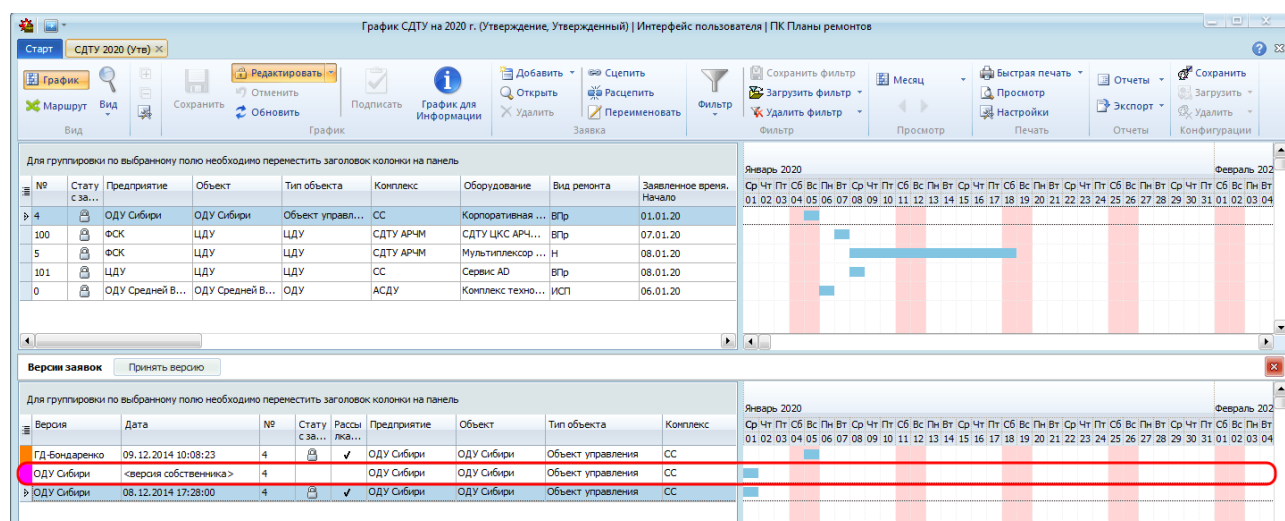 График СДТУ на 2020 г. (Утверждение, Утвержденный) | Интерфейс пользователя | ПК Планы ремонтов
Старт СДТУ 2020 (Утв)
График Вид Сохранить Редактировать Подписать График для Информации Добавить Сцепить Фильтр Сохранить фильтр Месяц Быстрая печать Отчеты Сохранить
Маршрут Отменить Открыть Расцепить Загрузить фильтр Просмотр Экспорт Загрузить
Обновить Удалить Переименовать Удалить фильтр Настройки Удалить
Вид График Заявка Фильтр Просмотр Печать Отчеты Конфигурации
Для группировки по выбранному полю необходимо переместить заголовок колонки на панель
Январь 2020 Февраль 202
№ Стату с за... Предприятие Объект Тип объекта Комплекс Оборудование Вид ремонта Заявленное время. Начало
Ср Чт Пт Сб Вс Пн Вт Ср Чт Пт Сб Вс Пн Вт Ср Чт Пт Сб Вс Пн Вт Ср Чт Пт Сб Вс Пн Вт Ср Чт Пт Сб Вс Пн Вт
01 02 03 04 05 06 07 08 09 10 11 12 13 14 15 16 17 18 19 20 21 22 23 24 25 26 27 28 29 30 31 01 02 03 04
4 ОДУ Сибири ОДУ Сибири Объект управл... СС Корпоративная ... ВПр 01.01.20
100 ФСК ЦДУ ЦДУ СДТУ АРЧМ СДТУ ЦКС АРЧ... ВПр 07.01.20
5 ФСК ЦДУ ЦДУ СДТУ АРЧМ Мультиплексор ... Н 08.01.20
101 ЦДУ ЦДУ ЦДУ СС Сервис AD ВПр 08.01.20
0 ОДУ Средней В... ОДУ Средней В... ОДУ АСДУ Комплекс техно... ИСП 06.01.20
Версии заявок Принять версию
Для группировки по выбранному полю необходимо переместить заголовок колонки на панель
Январь 2020 Февраль 202
Версия Дата № Стату с за... Рассы лка... Предприятие Объект Тип объекта Комплекс
Ср Чт Пт Сб Вс Пн Вт Ср Чт Пт Сб Вс Пн Вт Ср Чт Пт Сб Вс Пн Вт Ср Чт Пт Сб Вс Пн Вт Ср Чт Пт Сб Вс Пн Вт
01 02 03 04 05 06 07 08 09 10 11 12 13 14 15 16 17 18 19 20 21 22 23 24 25 26 27 28 29 30 31 01 02 03 04
ГД-Бондаренко 09.12.2014 10:08:23 4 ОДУ Сибири ОДУ Сибири Объект управления СС
ОДУ Сибири <версия собственника> 4 ОДУ Сибири ОДУ Сибири Объект управления СС
ОДУ Сибири 08.12.2014 17:28:00 4 ОДУ Сибири ОДУ Сибири Объект управления СС